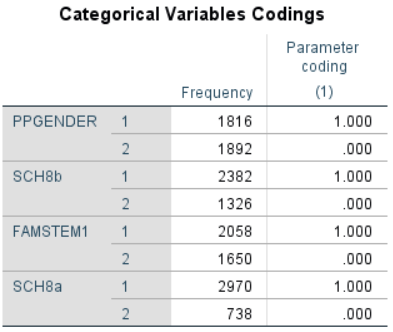 Categorical Variables Codings
Parameter
coding
Frequency (1)
PPGENDER 1 1816 1.000
2 1892 .000
SCH8b 1 2382 1.000
2 1326 .000
FAMSTEM1 1 2058 1.000
2 1650 .000
SCH8a 1 2970 1.000
2 738 .000